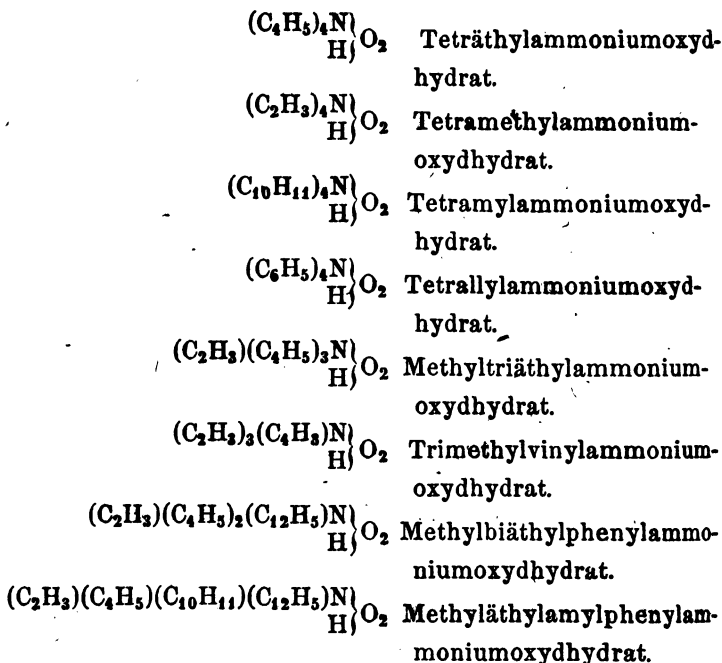 (C₄H₅)₄N}
H}O₂ Teträthylammoniumoxyd-
hydrat.
(C₂H₃)₄N}
H}O₂ Tetramethylammonium-
oxydhydrat.
(C₁₀H₁₁)₄N}
H}O₂ Tetramylammoniumoxyd-
hydrat.
(C₆H₅)₄N}
H}O₂ Tetrallylammoniumoxyd-
hydrat.
(C₂H₃)(C₄H₅)₃N}
H}O₂ Methyltriäthylammonium-
oxydhydrat.
(C₂H₃)₃(C₄H₃)N}
H}O₂ Trimethylvinylammonium-
oxydhydrat.
(C₂H₃)(C₄H₅)₂(C₁₂H₅)N}
H}O₂ Methylbiäthylphenylammo-
niumoxydhydrat.
(C₂H₃)(C₄H₅)(C₁₀H₁₁)(C₁₂H₅)N}
H}O₂ Methyläthylamylphenylam-
moniumoxydhydrat.